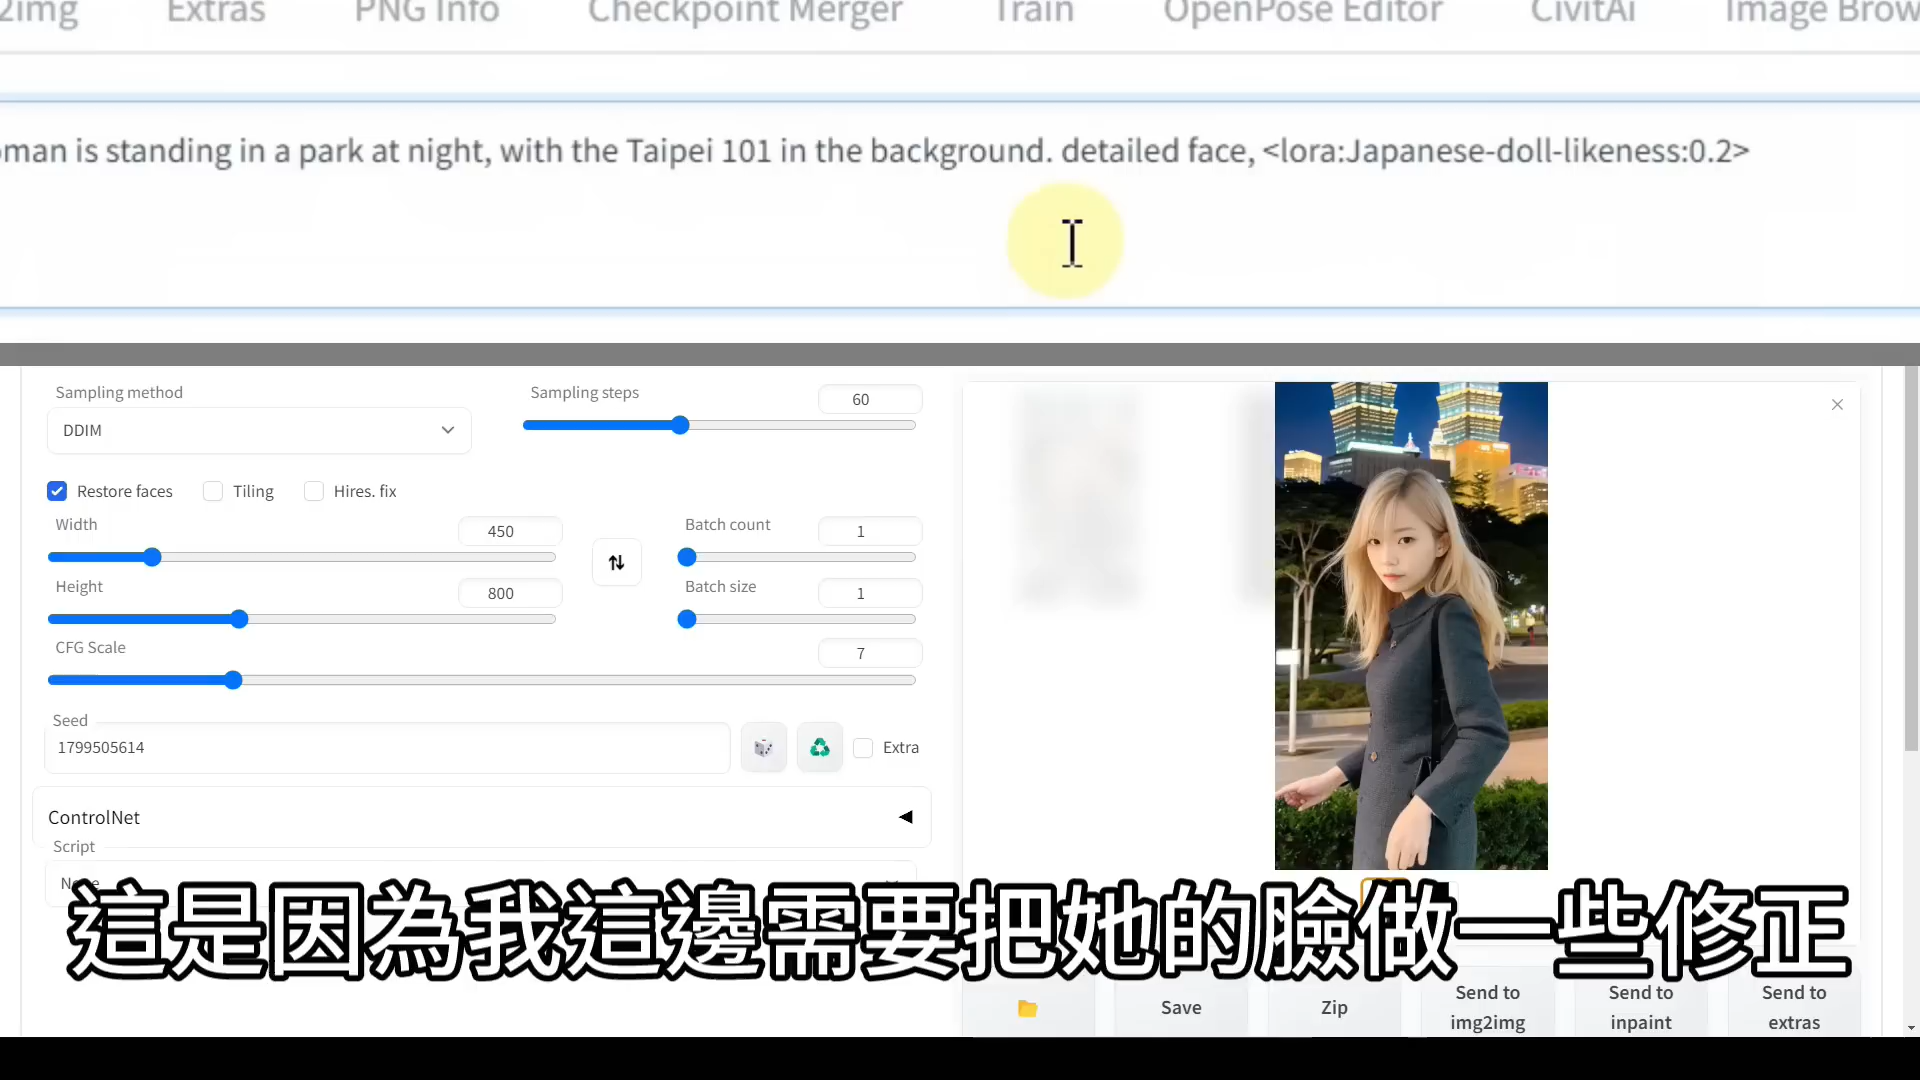 2img Extras PNG Info Checkpoint Merger Train OpenPose Editor CivitAi Image Brow
man is standing in a park at night, with the Taipei 101 in the background. detailed face, <lora:Japanese-doll-likeness:0.2>
Sampling method
DDIM
Sampling steps
60
Restore faces
Tiling
Hires. fix
Width
450
Height
800
Batch count
1
Batch size
1
CFG Scale
7
Seed
1799505614
Extra
ControlNet
Script
這是因為我這邊需要把她的臉做一些修正
Save
Zip
Send to
img2img
Send to
inpaint
Send to
extras